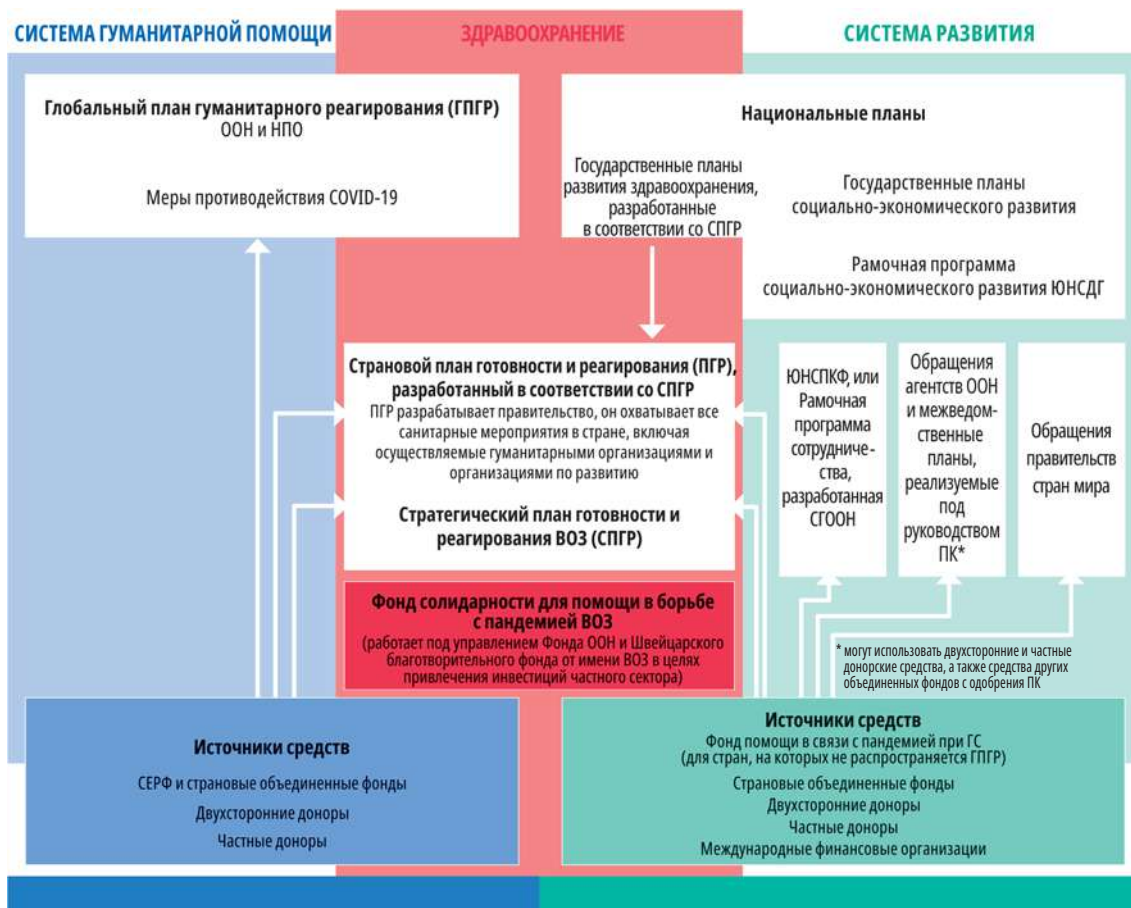 СИСТЕМА ГУМАНИТАРНОЙ ПОМОЩИ
ЗДРАВООХРАНЕНИЕ
СИСТЕМА РАЗВИТИЯ
Глобальный план гуманитарного реагирования (ГПГР)
ООН и НПО
Меры противодействия COVID-19
Национальные планы
Государственные планы
развития здравоохранения,
разработанные
в соответствии со СПГР
Государственные планы
социально-экономического развития
Рамочная программа
социально-экономического развития ЮНСДГ
Страновой план готовности и реагирования (ПГР),
разработанный в соответствии со СПГР
ПГР разрабатывает правительство, он охватывает все
санитарные мероприятия в стране, включая
осуществляемые гуманитарными организациями и
организациями по развитию
Стратегический план готовности и
реагирования ВОЗ (СПГР)
ЮНСПКФ, или
Рамочная
программа
сотрудниче-
ства,
разработанная
СГООН
Обращения
агентств ООН
и межведом-
ственные
планы,
реализуемые
под
руководством
ПК*
Обращения
правительств
стран мира
Фонд солидарности для помощи в борьбе
с пандемией ВОЗ
(работает под управлением Фонда ООН и Швейцарского
благотворительного фонда от имени ВОЗ в целях
привлечения инвестиций частного сектора)
* могут использовать двухсторонние и частные
донорские средства, а также средства других
объединенных фондов с одобрения ПК
Источники средств
СЕРФ и страновые объединенные фонды
Двухсторонние доноры
Частные доноры
Источники средств
Фонд помощи в связи с пандемией при ГС
(для стран, на которых не распространяется ГПГР)
Страновые объединенные фонды
Двухсторонние доноры
Частные доноры
Международные финансовые организации